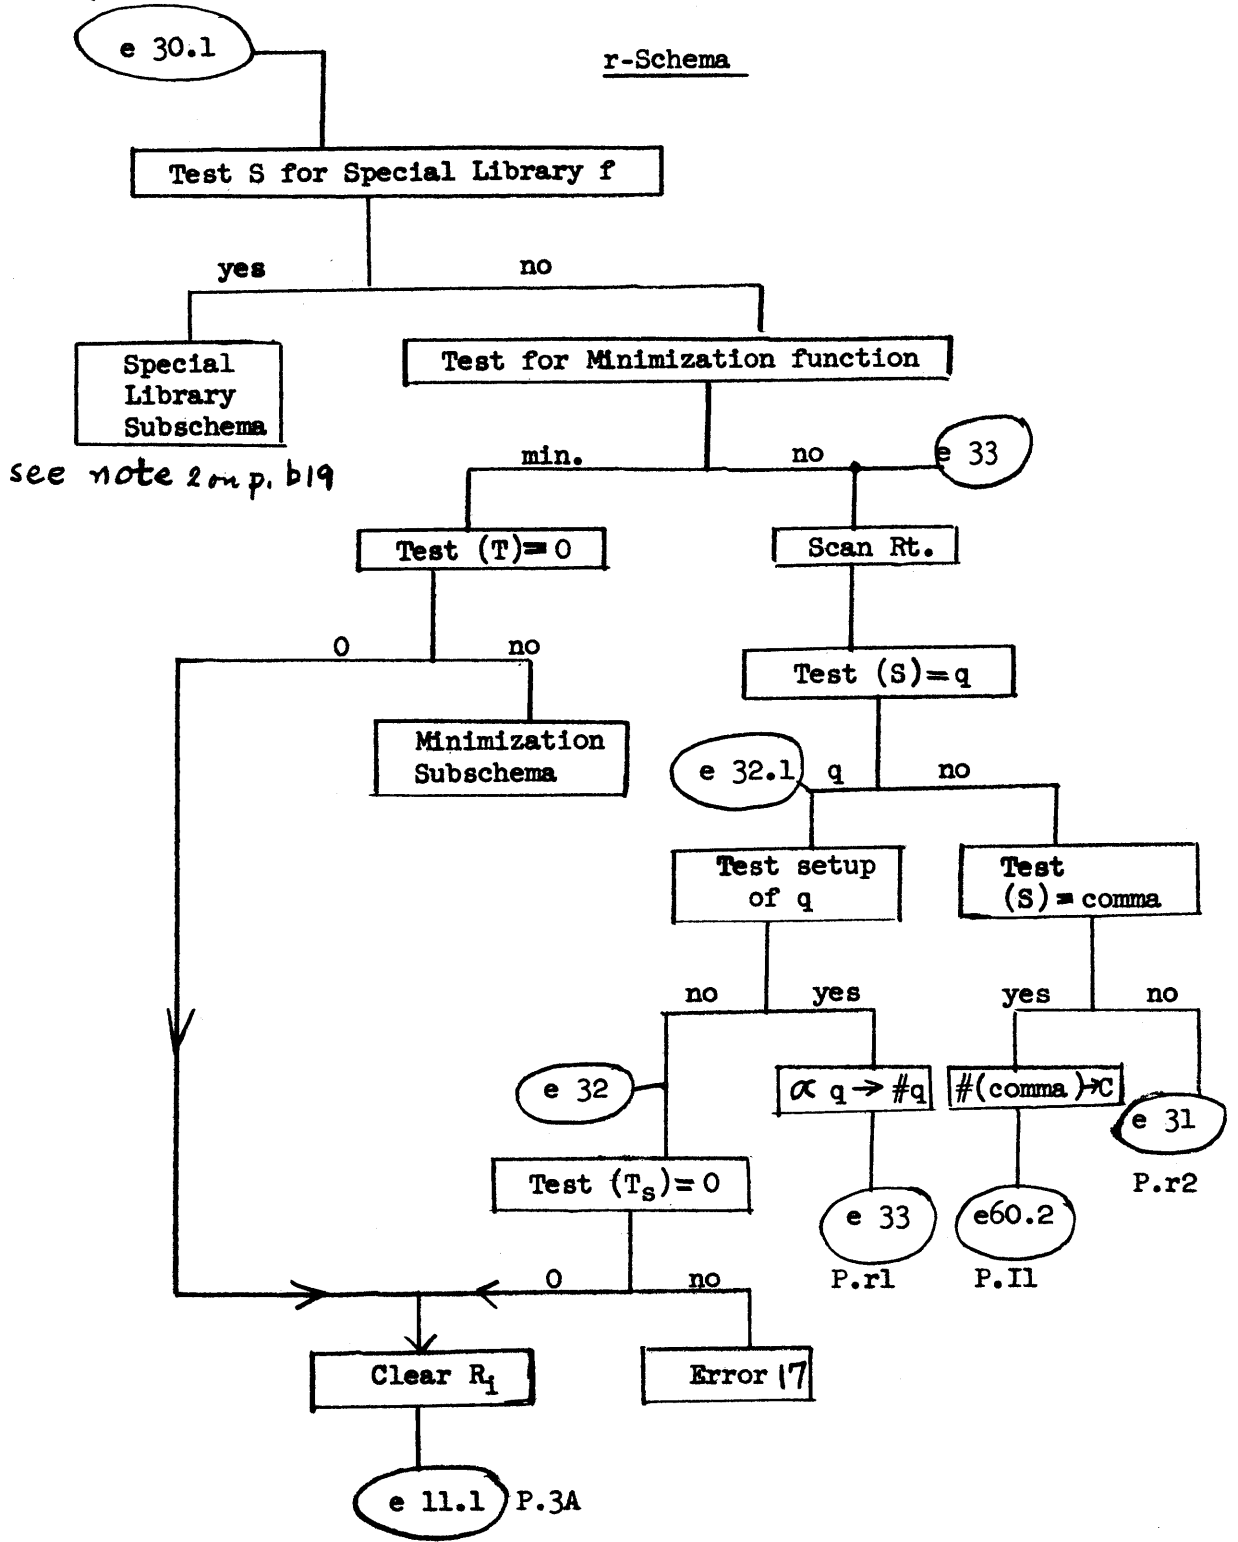 e 30.1
r-Schema
Test S for Special Library f
yes
no
Special
Library
Subschema
Test for Minimization function
see note 2 on p. b19
min.
no
e 33
Test (T)=0
Scan Rt.
0
no
Test (S)=q
Minimization
Subschema
e 32.1
q
no
Test setup
of q
Test
(S)=comma
no
yes
yes
no
e 32
∝ q → #q
#(comma)→C
e 31
P.r2
Test (Ts)=0
e 33
P.r1
e60.2
P.I1
0
no
Clear Ri
Error 17
e 11.1
P.3A